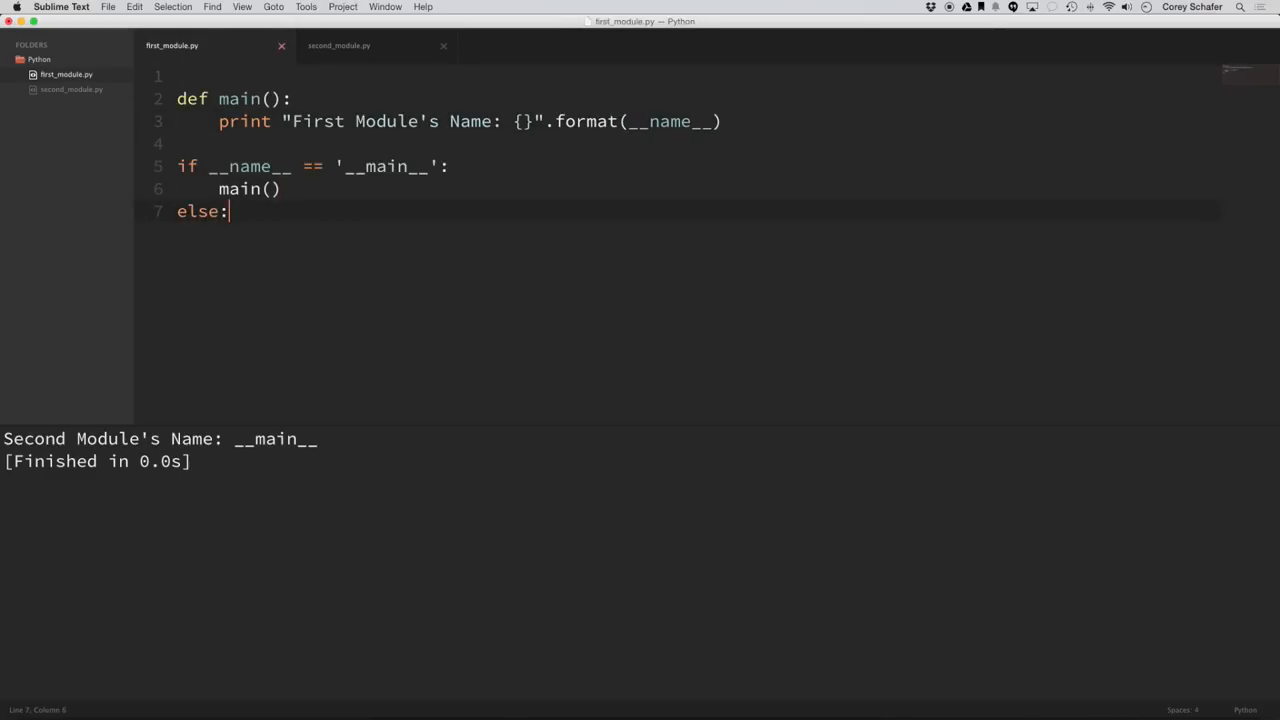 Sublime Text File Edit Selection Find View Goto Tools Project Window Help Corey Schafer
first_module.py — Python
FOLDERS
Python
first_module.py
second_module.py
first_module.py second_module.py
1
2 def main():
3 print "First Module's Name: {}".format(__name__)
4
5 if __name__ == '__main__':
6 main()
7 else:
Second Module's Name: __main__
[Finished in 0.0s]
Line 7, Column 6 Spaces: 4 Python